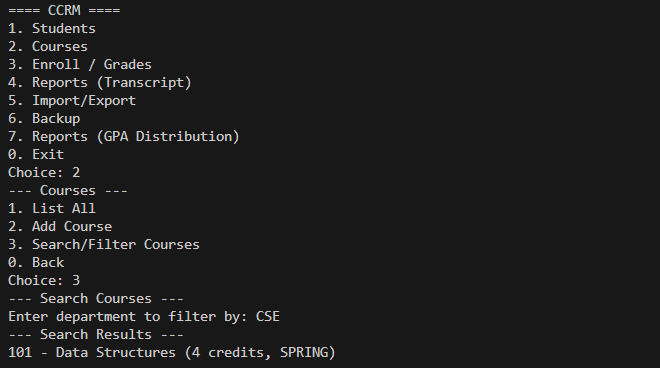 ==== CCRM ====
1. Students
2. Courses
3. Enroll / Grades
4. Reports (Transcript)
5. Import/Export
6. Backup
7. Reports (GPA Distribution)
0. Exit
Choice: 2
--- Courses ---
1. List All
2. Add Course
3. Search/Filter Courses
0. Back
Choice: 3
--- Search Courses ---
Enter department to filter by: CSE
--- Search Results ---
101 - Data Structures (4 credits, SPRING)